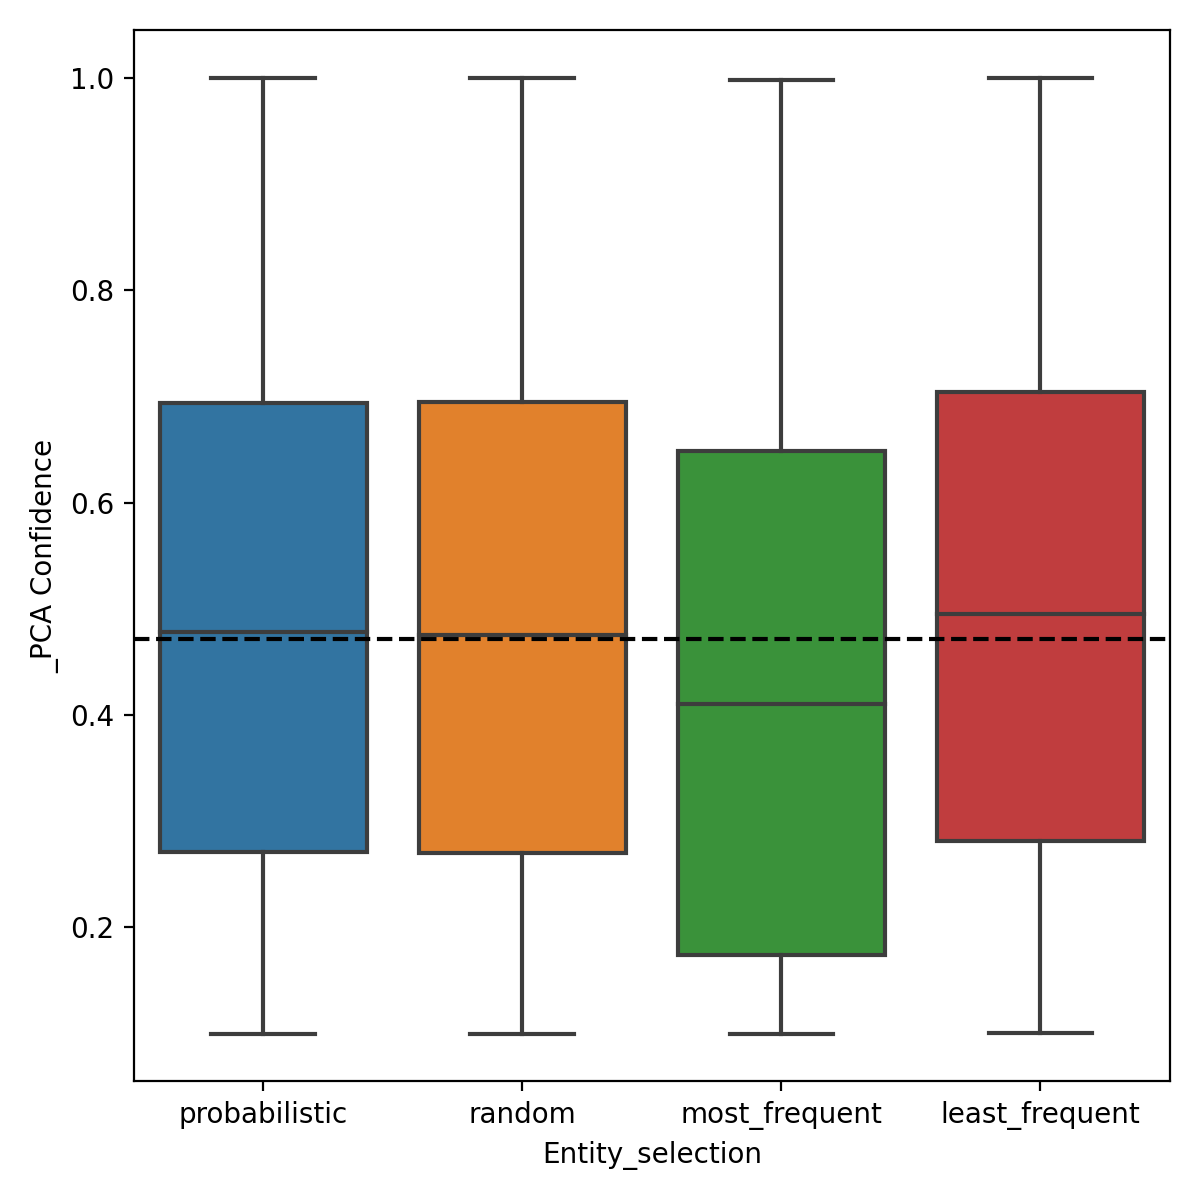 1.0
0.8
0.6
0.4
0.2
_PCA Confidence
probabilistic
random
most_frequent
least_frequent
Entity_selection